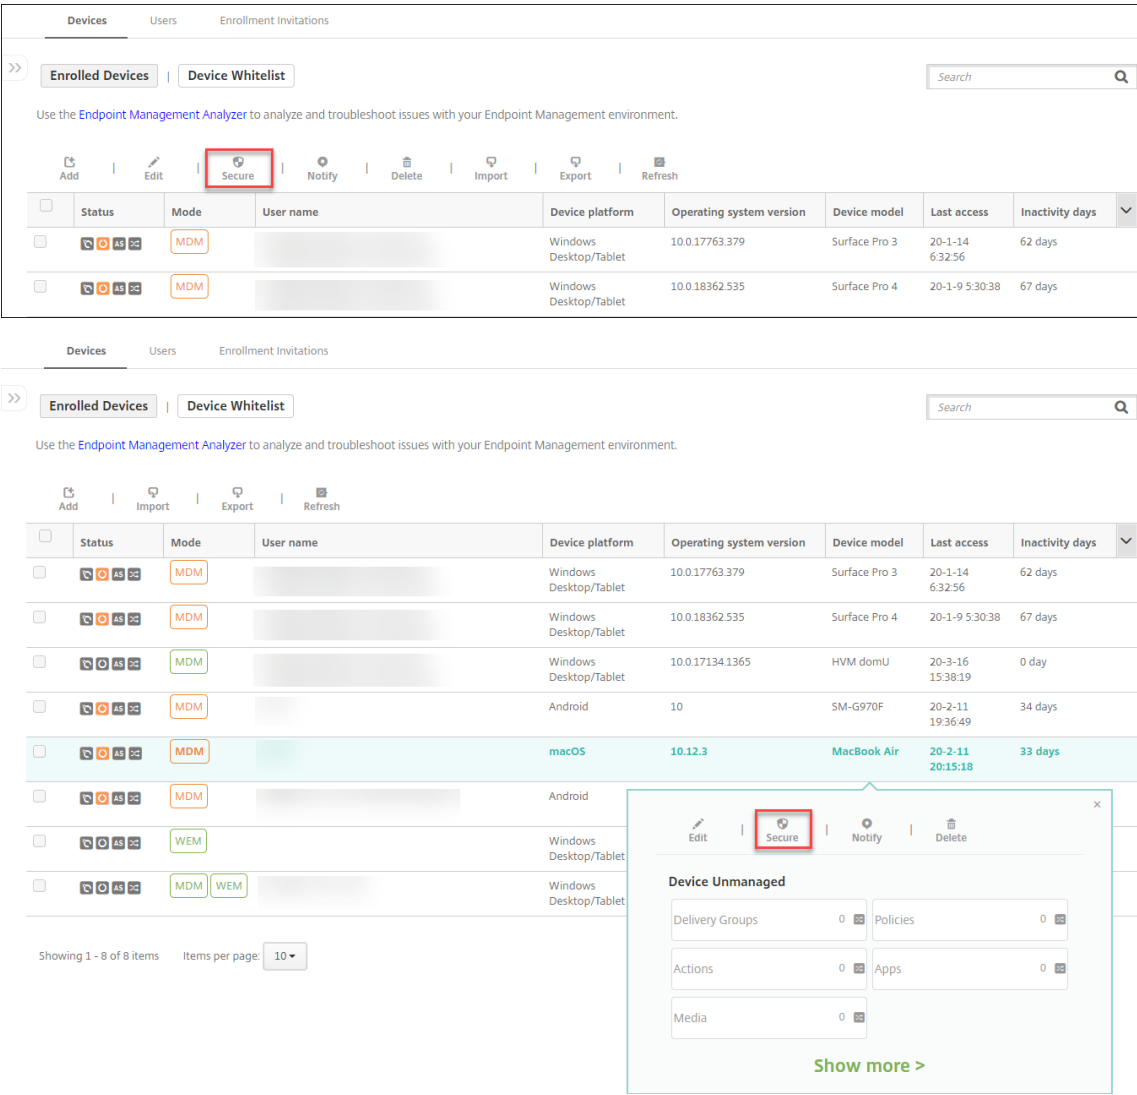 Devices Users Enrollment Invitations
Enrolled Devices | Device Whitelist Search
Use the Endpoint Management Analyzer to analyze and troubleshoot issues with your Endpoint Management environment.
Add | Edit | Secure | Notify | Delete | Import | Export | Refresh
Status Mode User name Device platform Operating system version Device model Last access Inactivity days
AS MDM Windows Desktop/Tablet 10.0.17763.379 Surface Pro 3 20-1-14 6:32:56 62 days
AS MDM Windows Desktop/Tablet 10.0.18362.535 Surface Pro 4 20-1-9 5:30:38 67 days
Devices Users Enrollment Invitations
Enrolled Devices | Device Whitelist Search
Use the Endpoint Management Analyzer to analyze and troubleshoot issues with your Endpoint Management environment.
Add | Import | Export | Refresh
Status Mode User name Device platform Operating system version Device model Last access Inactivity days
AS MDM Windows Desktop/Tablet 10.0.17763.379 Surface Pro 3 20-1-14 6:32:56 62 days
AS MDM Windows Desktop/Tablet 10.0.18362.535 Surface Pro 4 20-1-9 5:30:38 67 days
AS MDM Windows Desktop/Tablet 10.0.17134.1365 HVM domU 20-3-16 15:38:19 0 day
AS MDM Android 10 SM-G970F 20-2-11 19:36:49 34 days
AS MDM macOS 10.12.3 MacBook Air 20-2-11 20:15:18 33 days
AS MDM Android
AS WEM Windows Desktop/Tablet
AS MDM WEM Windows Desktop/Tablet
×
Edit | Secure | Notify | Delete
Device Unmanaged
Delivery Groups 0 Policies 0
Actions 0 Apps 0
Media 0
Show more >
Showing 1 - 8 of 8 items Items per page: 10